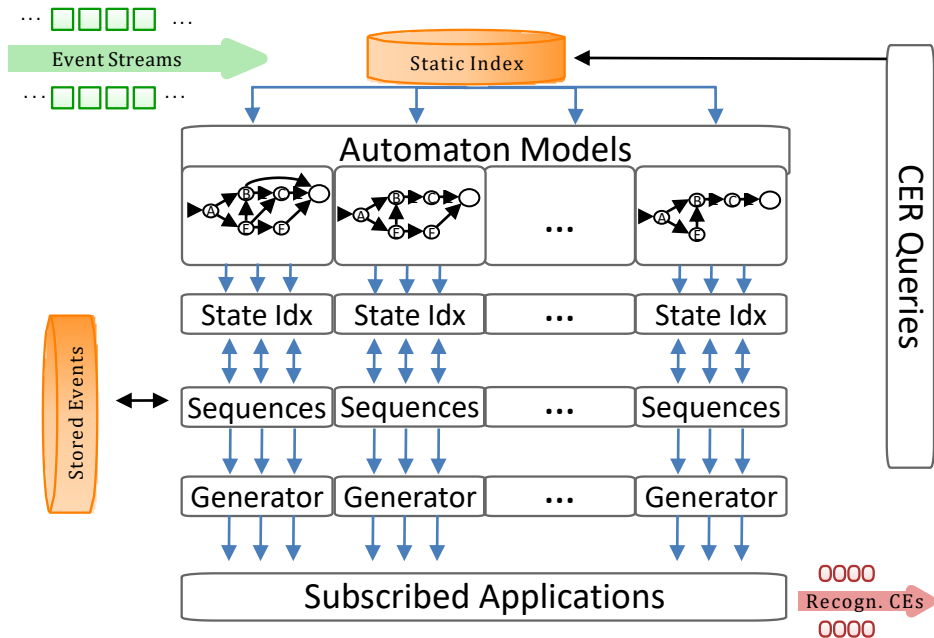 ... ...
Event Streams
Static Index
... ...
Automaton Models
CER Queries
A B C E F
A B C E F
...
A B C E
State Idx State Idx ... State Idx
Stored Events
Sequences Sequences ... Sequences
Generator Generator ... Generator
Subscribed Applications
Recogn. CEs